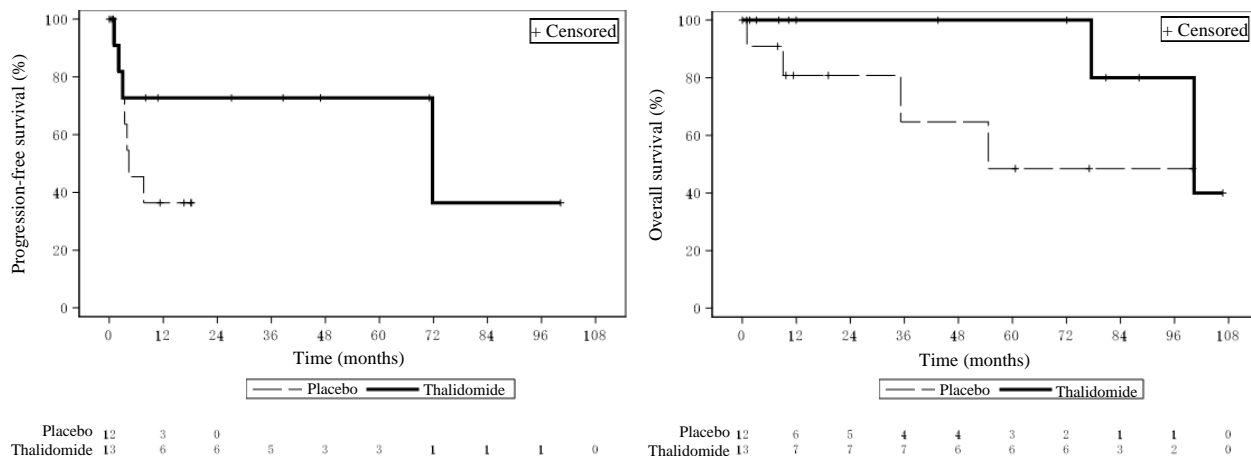 100
80
60
40
20
0
Progression-free survival (%)
+ Censored
0 12 24 36 48 60 72 84 96 108
Time (months)
Placebo Thalidomide
Placebo 12 3 0
Thalidomide 13 6 6 5 3 3 1 1 1 0
100
80
60
40
20
0
Overall survival (%)
+ Censored
0 12 24 36 48 60 72 84 96 108
Time (months)
Placebo Thalidomide
Placebo 12 6 5 4 4 3 2 1 1 0
Thalidomide 13 7 7 7 6 6 6 3 2 0